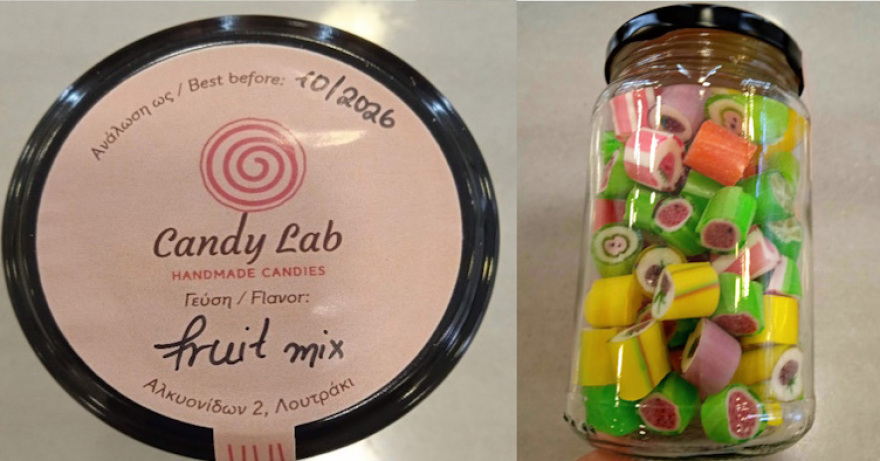 Ανάλωση ως / Best before: 10/2026
Candy Lab
HANDMADE CANDIES
Γεύση / Flavor:
fruit mix
Αλκυονίδων 2, Λουτράκι